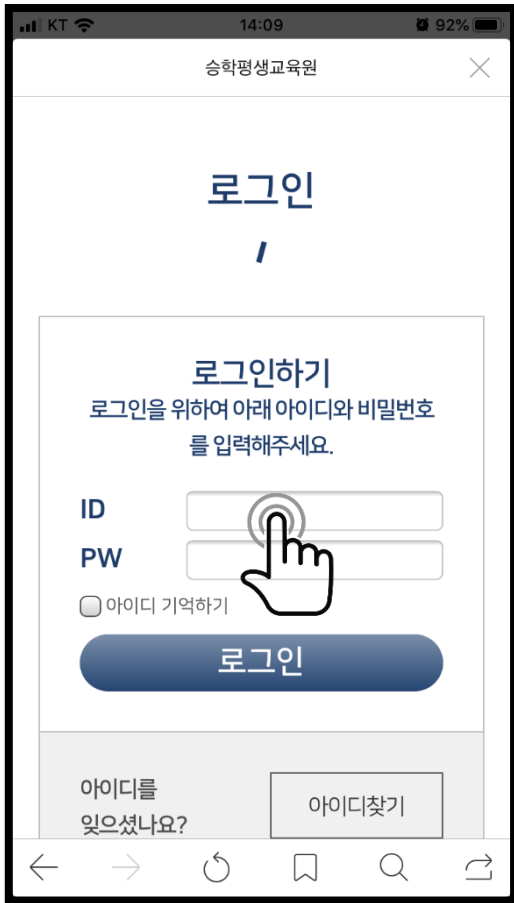 KT 14:09 92%
승학평생교육원
로그인
로그인하기
로그인을 위하여 아래 아이디와 비밀번호
를 입력해주세요.
ID
PW
아이디 기억하기
로그인
아이디를
잊으셨나요?
아이디찾기